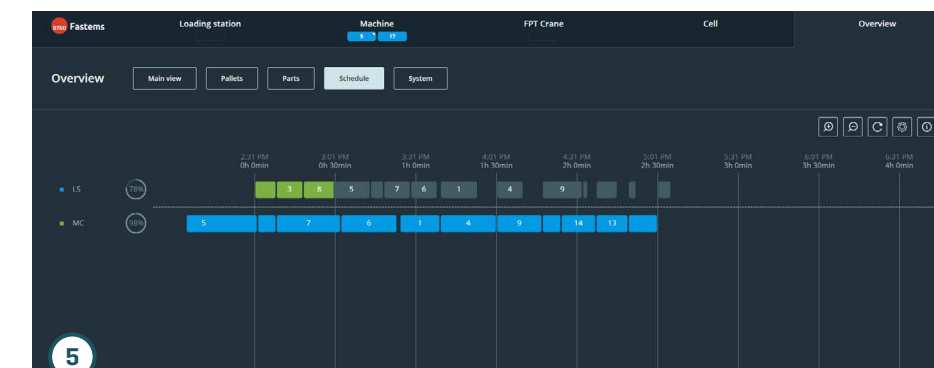 8760 Fastems Loading station Machine FPT Crane Cell Overview
5 17
Overview Main view Pallets Parts Schedule System
2:31 PM 3:01 PM 3:31 PM 4:01 PM 4:31 PM 5:01 PM 5:31 PM 6:01 PM 6:31 PM
0h 0min 0h 30min 1h 0min 1h 30min 2h 0min 2h 30min 3h 0min 3h 30min 4h 0min
LS 78% 3 8 5 7 6 1 4 9
MC 98% 5 7 6 1 4 9 14 13
5